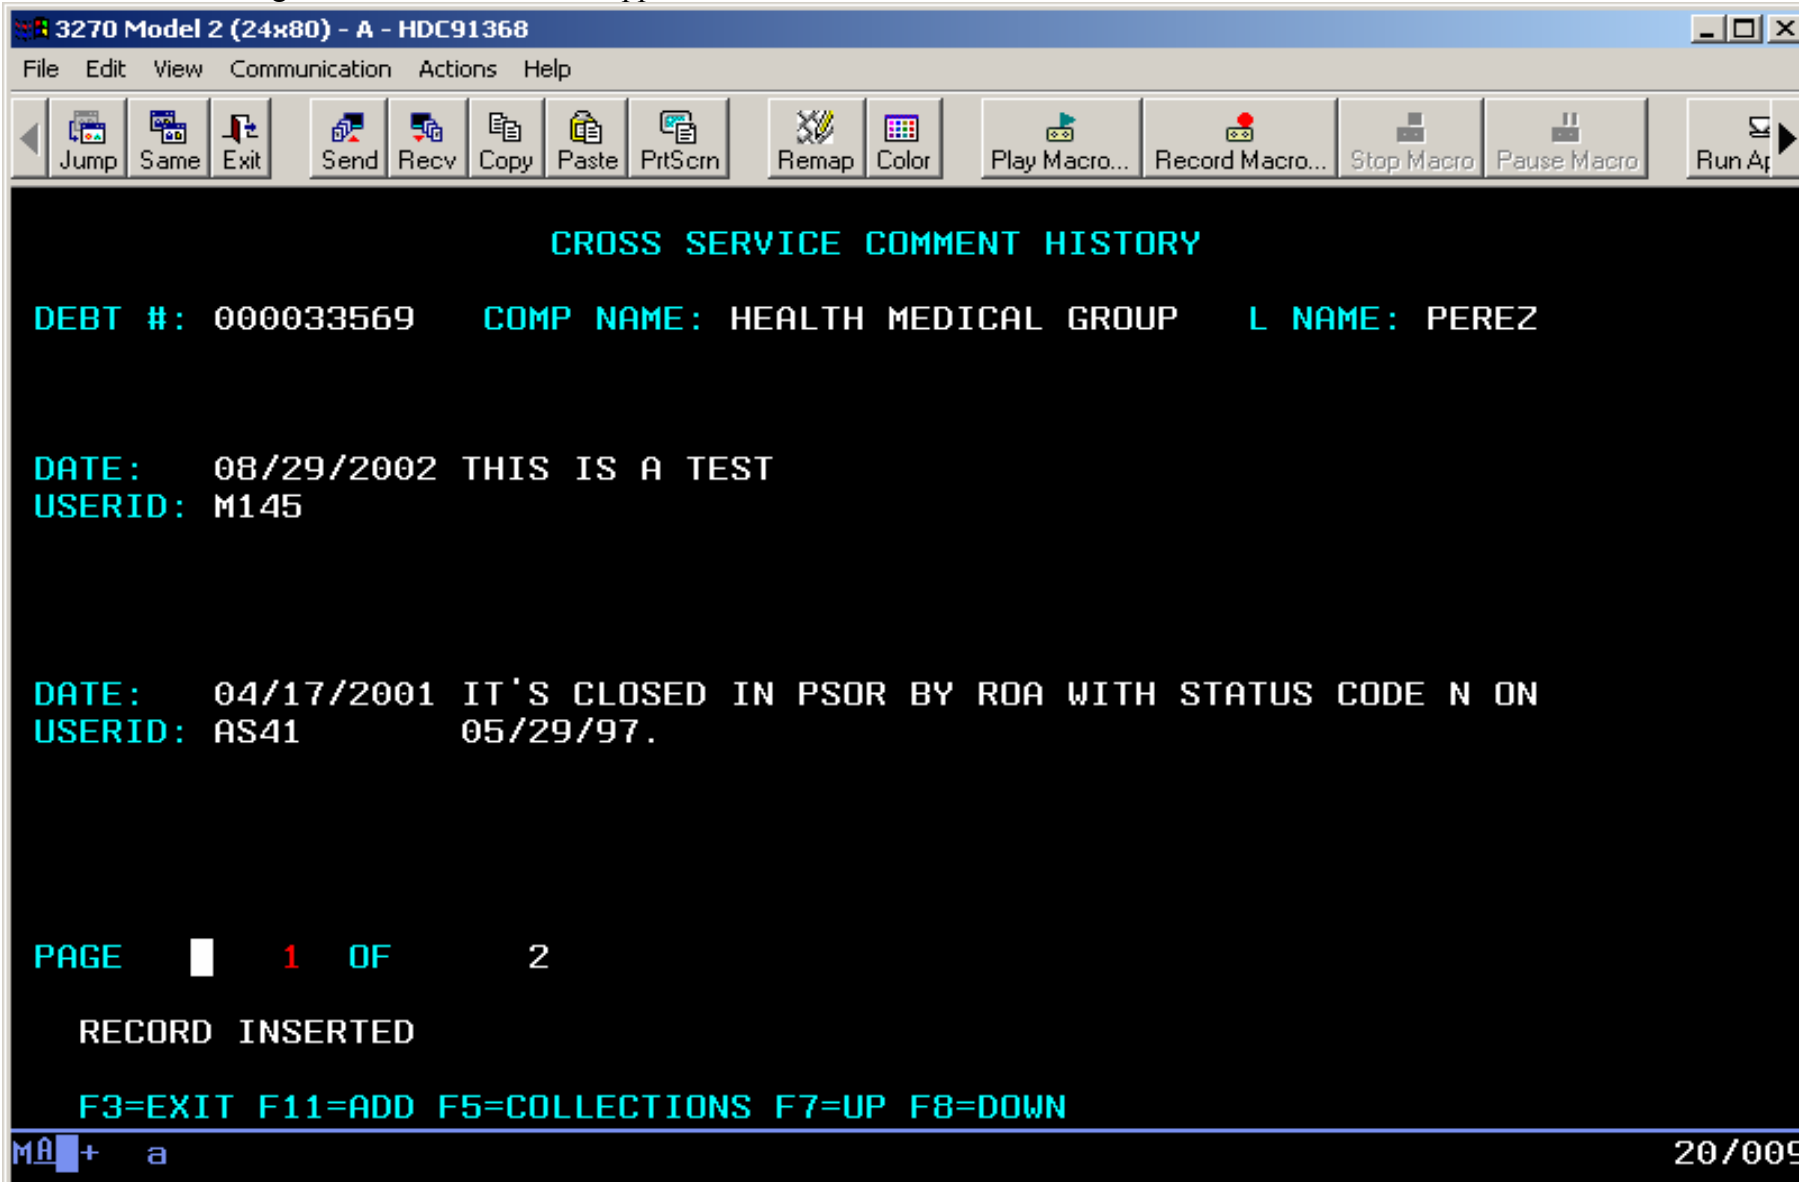 3270 Model 2 (24x80) - A - HDC91368
File Edit View Communication Actions Help
Jump Same Exit Send Recv Copy Paste PrtScrn Remap Color Play Macro... Record Macro... Stop Macro Pause Macro Run
CROSS SERVICE COMMENT HISTORY
DEBT #: 000033569 COMP NAME: HEALTH MEDICAL GROUP L NAME: PEREZ
DATE: 08/29/2002 THIS IS A TEST
USERID: M145
DATE: 04/17/2001 IT'S CLOSED IN PSOR BY ROA WITH STATUS CODE N ON
USERID: AS41 05/29/97.
PAGE 1 OF 2
RECORD INSERTED
F3=EXIT F11=ADD F5=COLLECTIONS F7=UP F8=DOWN
MA + a 20/009